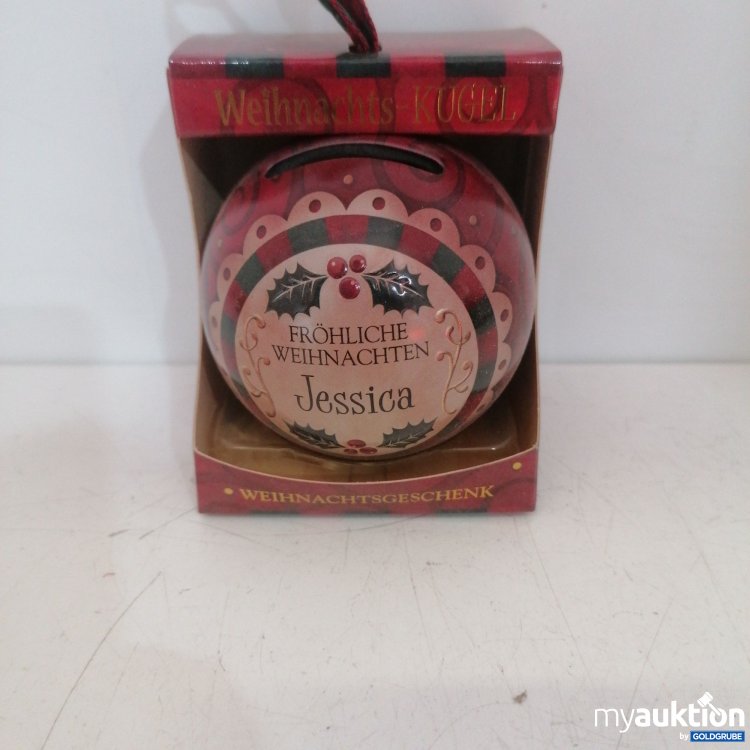 Weihnachts-KUGEL
FRÖHLICHE
WEIHNACHTEN
Jessica
• WEIHNACHTSGESCHENK •
myauktion
by GOLDGRUBE